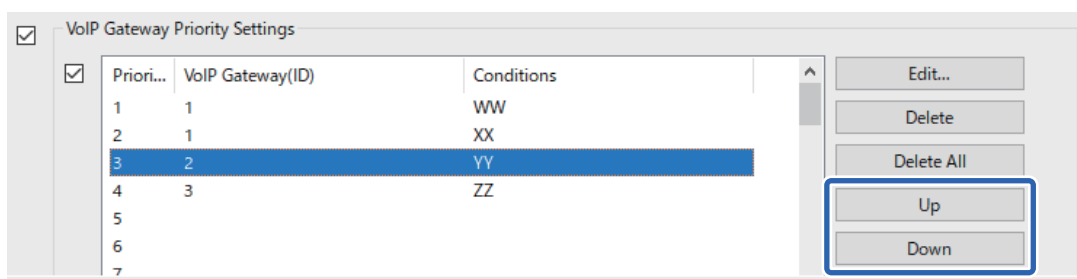 VoIP Gateway Priority Settings
Priori... VoIP Gateway(ID) Conditions
1 1 WW
2 1 XX
3 2 YY
4 3 ZZ
5
6
7
Edit...
Delete
Delete All
Up
Down